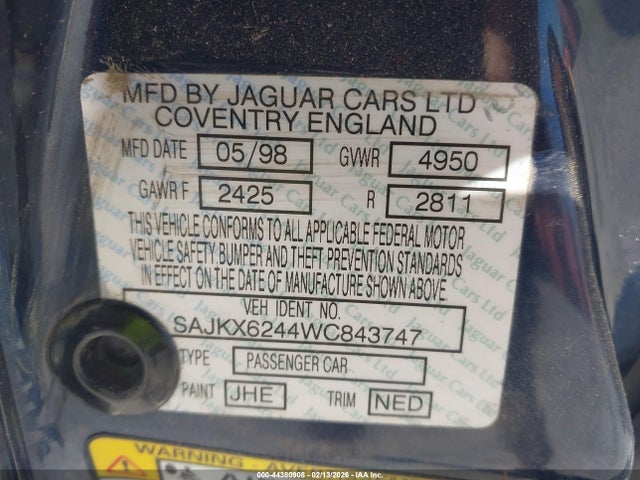 MFD BY JAGUAR CARS LTD
COVENTRY ENGLAND
MFD DATE 05/98 GVWR 4950
GAWR F 2425 R 2811
THIS VEHICLE CONFORMS TO ALL APPLICABLE FEDERAL MOTOR
VEHICLE SAFETY, BUMPER AND THEFT PREVENTION STANDARDS
IN EFFECT ON THE DATE OF MANUFACTURE SHOWN ABOVE.
VEH IDENT NO.
SAJKX6244WC843747
TYPE PASSENGER CAR
PAINT JHE TRIM NED
WARNING
000-44380908 - 02/13/2026 - COPYRIGHT IAA